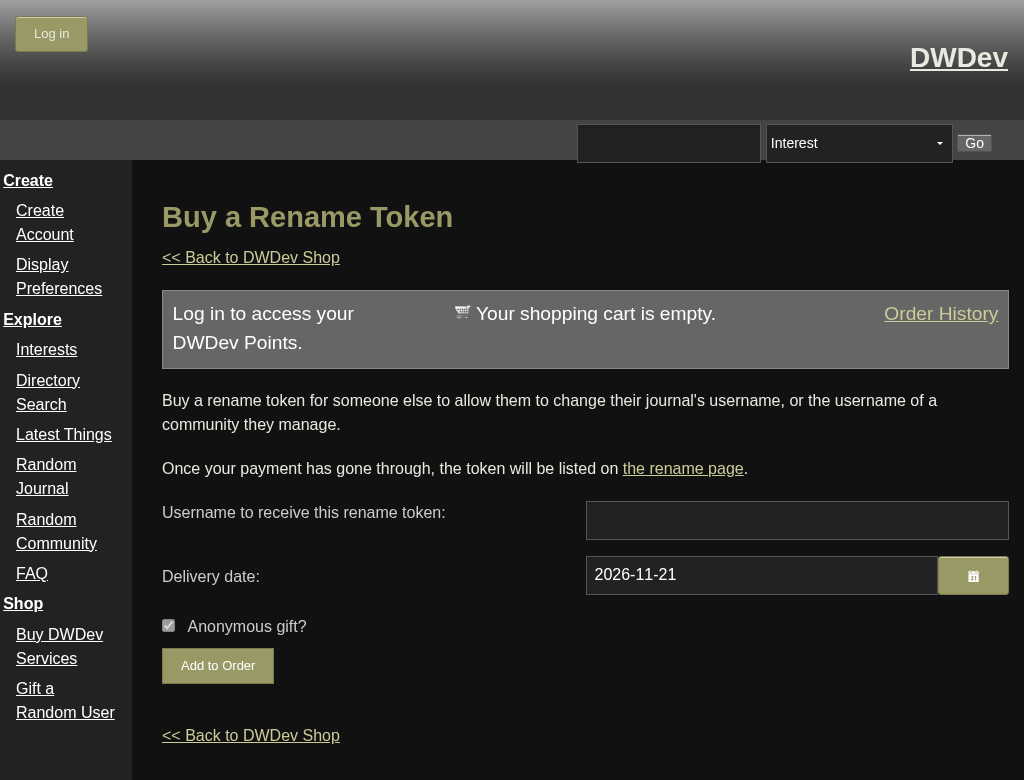 Log in
DWDev
Interest
Go
Create
Create
Account
Display
Preferences
Explore
Interests
Directory
Search
Latest Things
Random
Journal
Random
Community
FAQ
Shop
Buy DWDev
Services
Gift a
Random User
Buy a Rename Token
<< Back to DWDev Shop
Log in to access your
DWDev Points.
Your shopping cart is empty.
Order History
Buy a rename token for someone else to allow them to change their journal's username, or the username of a
community they manage.
Once your payment has gone through, the token will be listed on the rename page.
Username to receive this rename token:
Delivery date:
2026-11-21
Anonymous gift?
Add to Order
<< Back to DWDev Shop